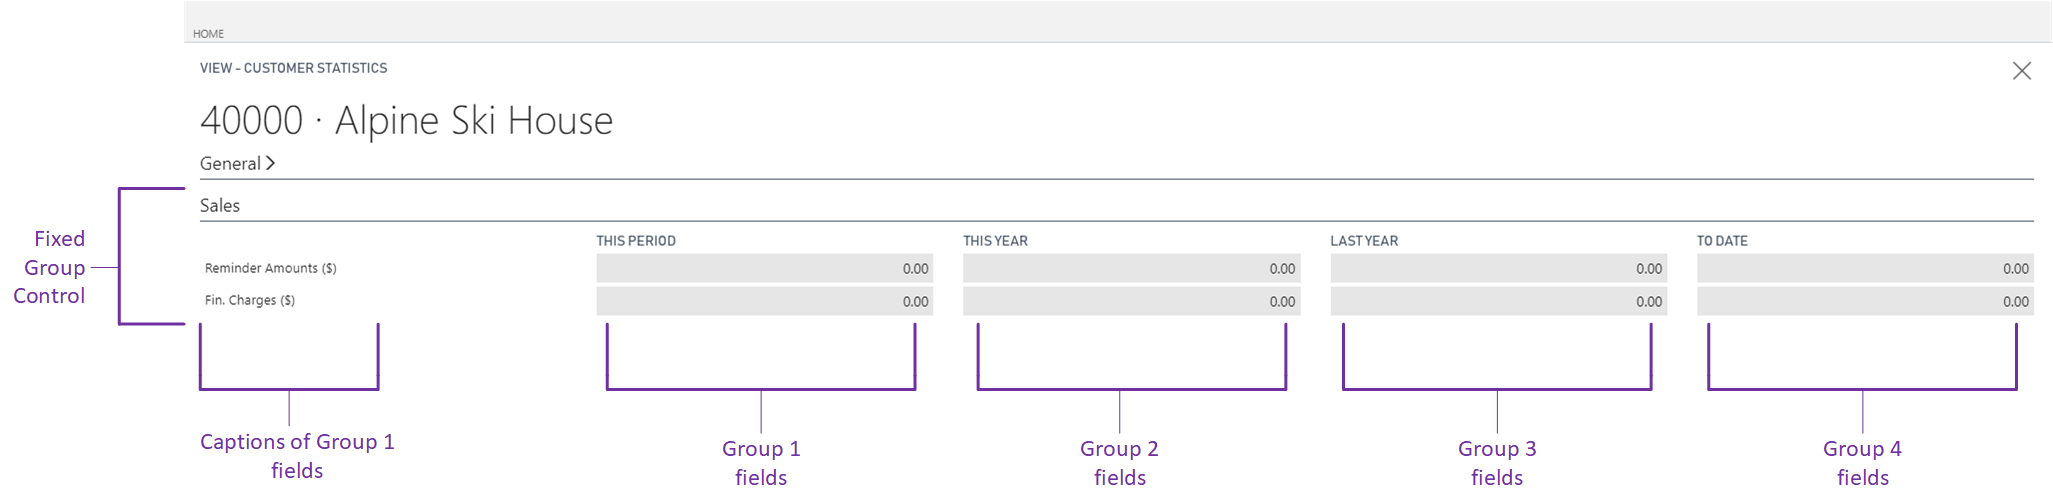 HOME
VIEW - CUSTOMER STATISTICS
40000 · Alpine Ski House
General
Sales
THIS PERIOD THIS YEAR LAST YEAR TO DATE
Reminder Amounts ($) 0.00 0.00 0.00 0.00
Fin. Charges ($) 0.00 0.00 0.00 0.00
Fixed
Group
Control
Captions of Group 1
fields
Group 1
fields
Group 2
fields
Group 3
fields
Group 4
fields